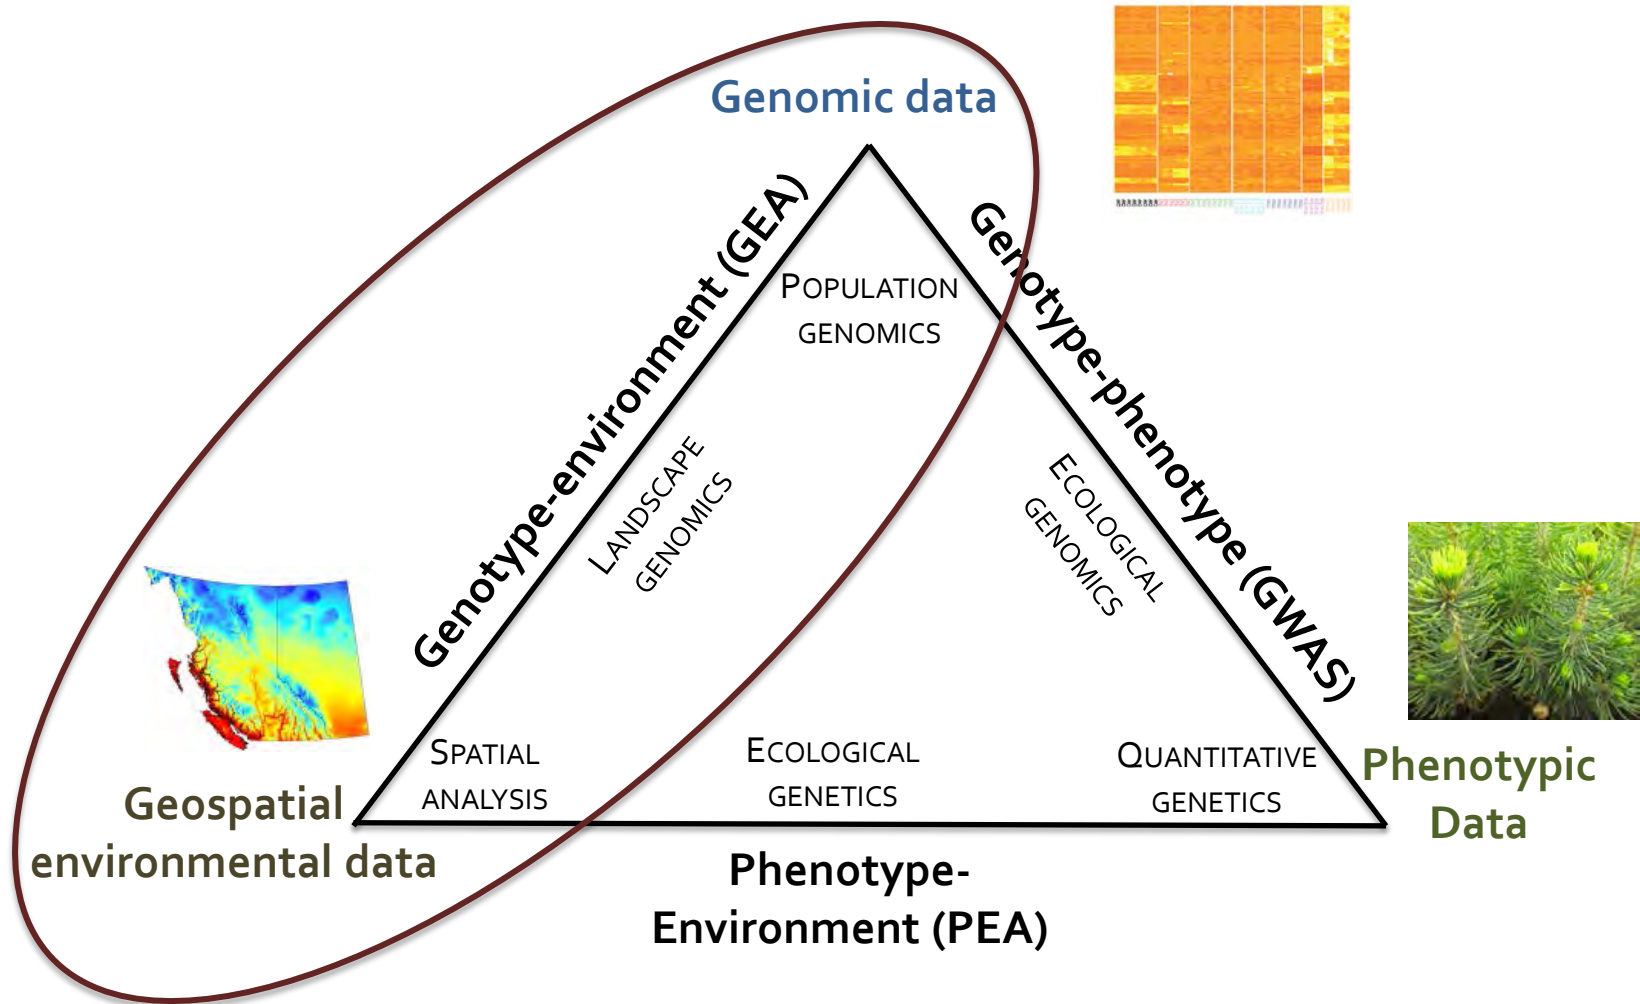 Genomic data
Genotype-environment (GEA)
Genotype-phenotype (GWAS)
POPULATION
GENOMICS
LANDSCAPE
GENOMICS
ECOLOGICAL
GENOMICS
SPATIAL
ANALYSIS
ECOLOGICAL
GENETICS
QUANTITATIVE
GENETICS
Geospatial
environmental data
Phenotypic
Data
Phenotype-
Environment (PEA)